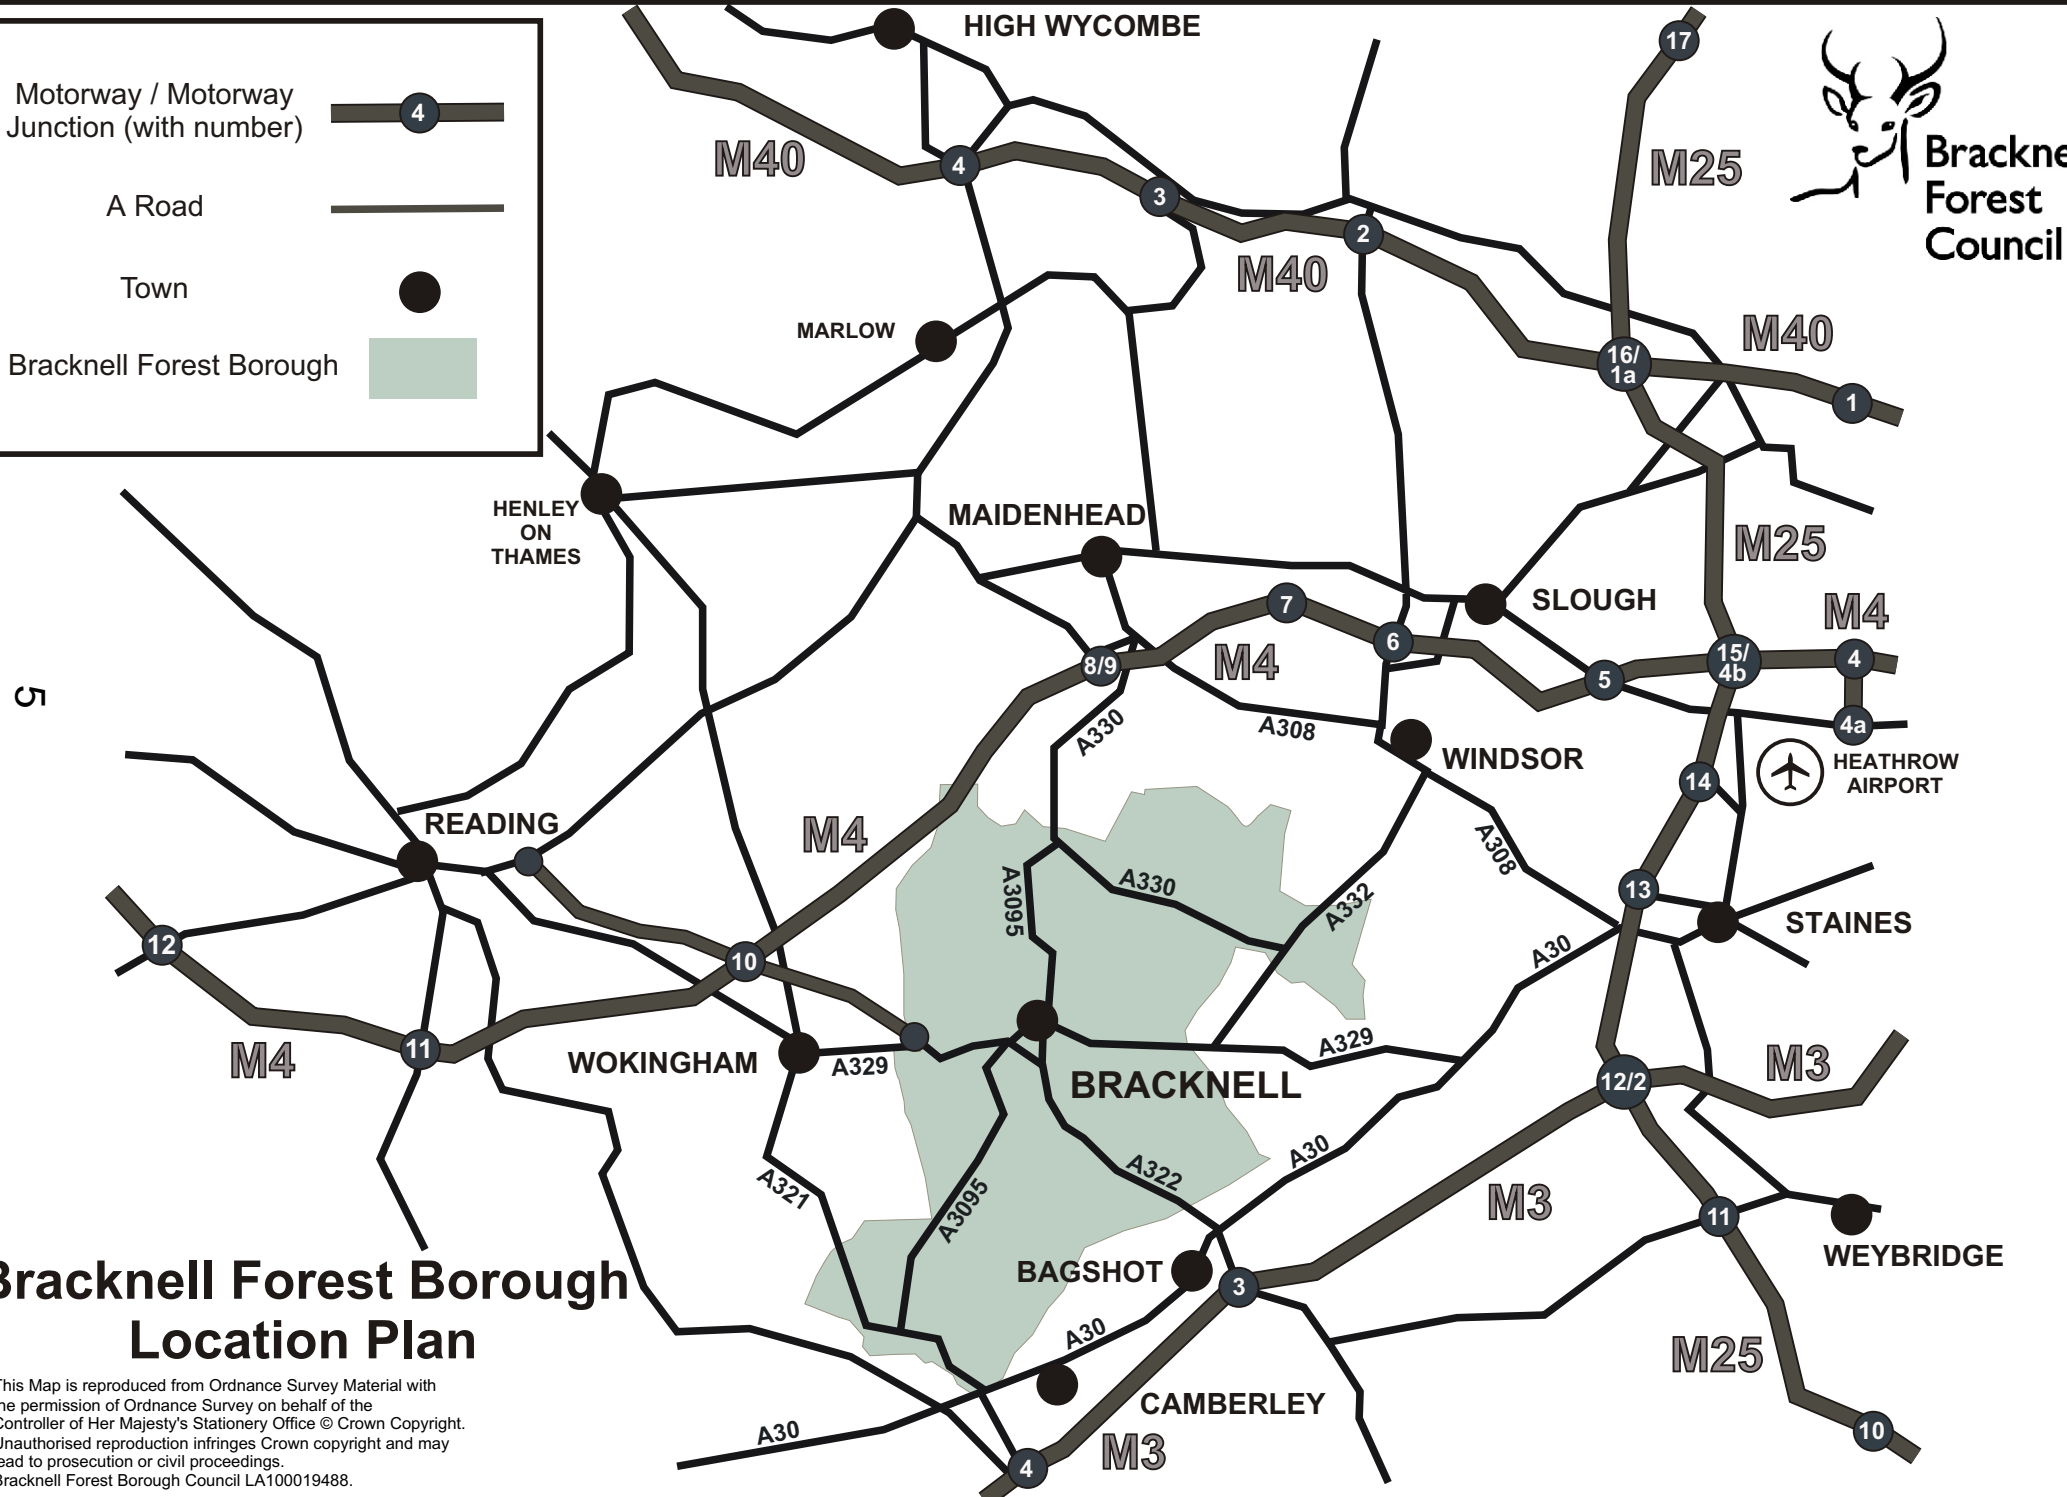 HIGH WYCOMBE
17
Motorway / Motorway
Junction (with number)
4
M40
4
3
M25
Bracknе
Forest
Council
A Road
2
M40
Town
MARLOW
M40
16/
1a
Bracknell Forest Borough
1
HENLEY
ON
THAMES
MAIDENHEAD
M25
7
SLOUGH
M4
6
8/9
M4
15/
4b
4
5
5
A330
A308
4a
WINDSOR
HEATHROW
AIRPORT
14
READING
M4
A308
A3095
A330
A332
13
STAINES
12
10
A30
M4
11
WOKINGHAM
A329
A329
BRACKNELL
12/2
M3
A321
A3095
A322
A30
M3
11
WEYBRIDGE
BAGSHOT
3
Bracknell Forest Borough
Location Plan
A30
M25
CAMBERLEY
A30
M3
4
10
This Map is reproduced from Ordnance Survey Material with
the permission of Ordnance Survey on behalf of the
Controller of Her Majesty's Stationery Office © Crown Copyright.
Unauthorised reproduction infringes Crown copyright and may
lead to prosecution or civil proceedings.
Bracknell Forest Borough Council LA100019488.